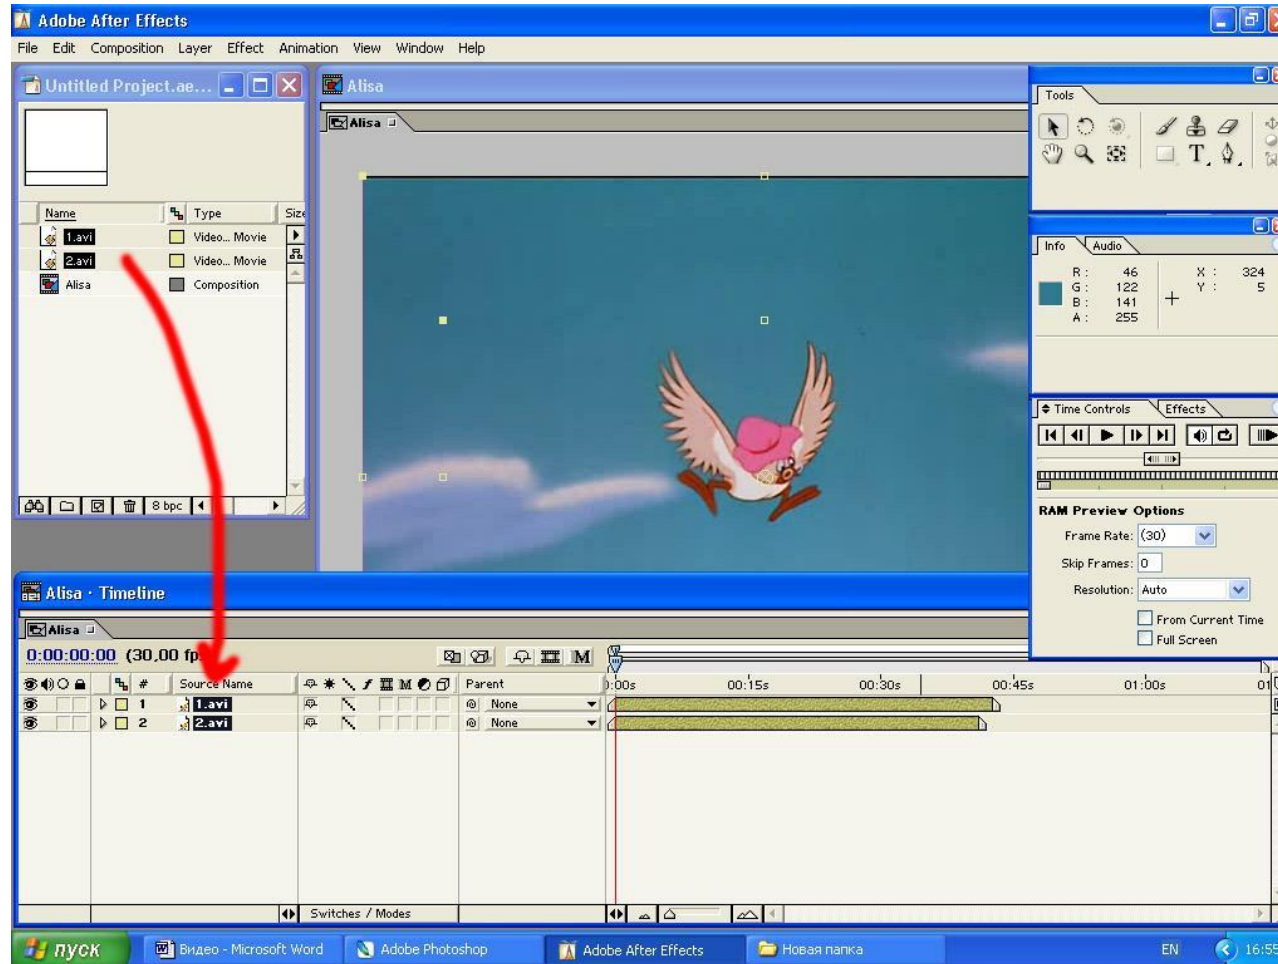 Adobe After Effects
File Edit Composition Layer Effect Animation View Window Help
Untitled Project.ae...
Name Type Size
1.avi Video... Movie
2.avi Video... Movie
Alisa Composition
8 bpc
Alisa
Alisa
Tools
T
Info Audio
R : 46 X : 324
G : 122 Y : 5
B : 141
A : 255
Time Controls Effects
RAM Preview Options
Frame Rate: (30)
Skip Frames: 0
Resolution: Auto
From Current Time
Full Screen
Alisa · Timeline
Alisa
0:00:00:00 (30,00 fp
M
# Source Name M Parent ):00s 00:15s 00:30s 00:45s 01:00s 01
1 1.avi None
2 2.avi None
Switches / Modes
пуск Видео - Microsoft Word Adobe Photoshop Adobe After Effects Новая папка EN 16:55